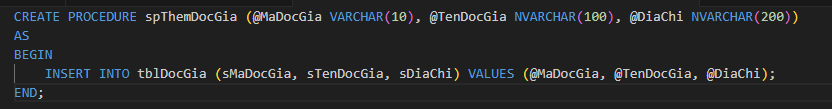 CREATE PROCEDURE spThemDocGia (@MaDocGia VARCHAR(10), @TenDocGia NVARCHAR(100), @DiaChi NVARCHAR(200))
AS
BEGIN
    INSERT INTO tblDocGia (sMaDocGia, sTenDocGia, sDiaChi) VALUES (@MaDocGia, @TenDocGia, @DiaChi);
END;